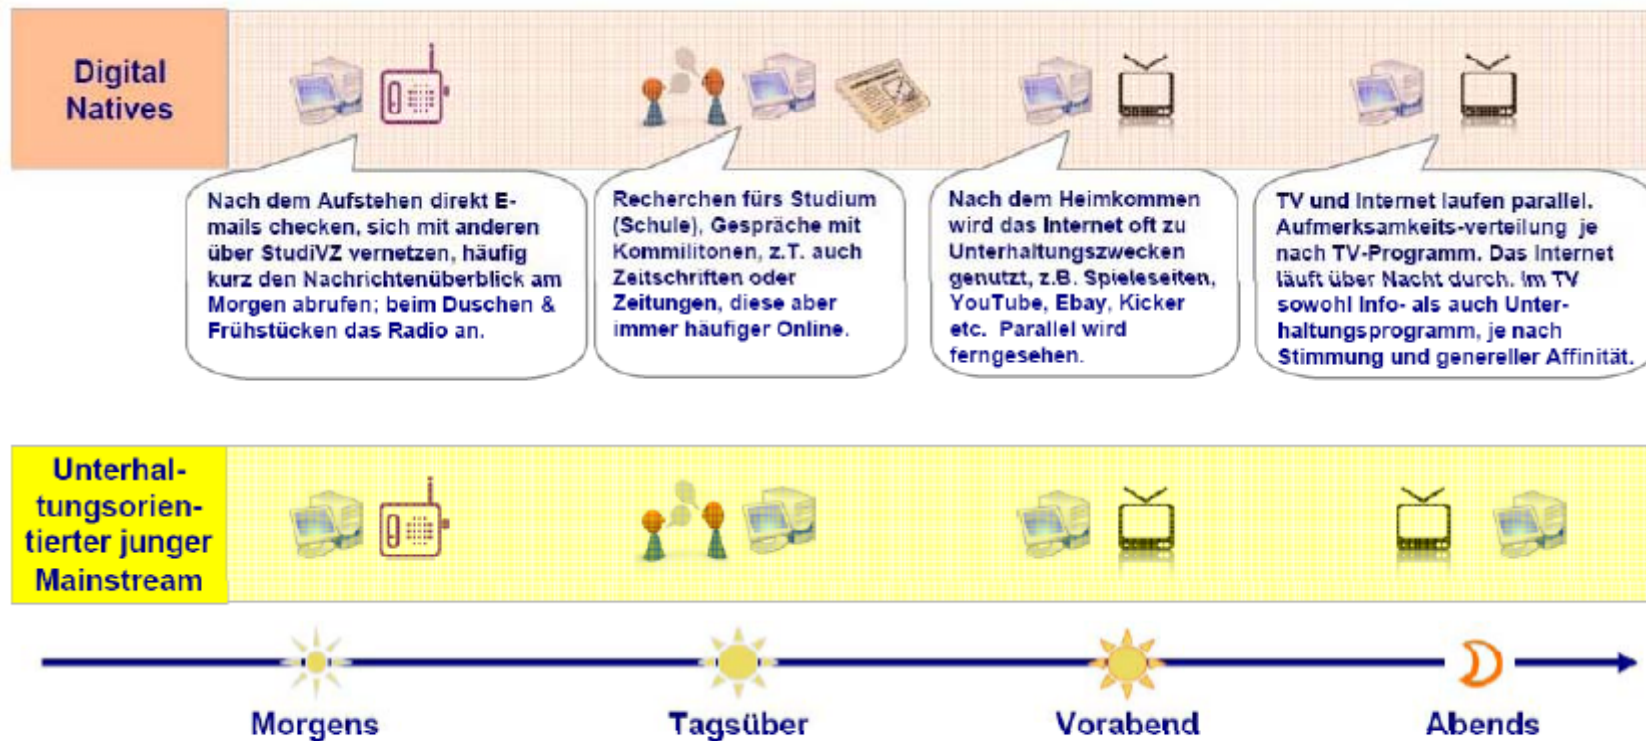 Digital
Natives
Nach dem Aufstehen direkt E-
mails checken, sich mit anderen
über StudiVZ vernetzen, häufig
kurz den Nachrichtenüberblick am
Morgen abrufen; beim Duschen &
Frühstücken das Radio an.
Recherchen fürs Studium
(Schule), Gespräche mit
Kommilitonen, z.T. auch
Zeitschriften oder
Zeitungen, diese aber
immer häufiger Online.
Nach dem Heimkommen
wird das Internet oft zu
Unterhaltungszwecken
genutzt, z.B. Spieleseiten,
YouTube, Ebay, Kicker
etc. Parallel wird
ferngesehen.
TV und Internet laufen parallel.
Aufmerksamkeits-verteilung je
nach TV-Programm. Das Internet
läuft über Nacht durch. Im TV
sowohl Info- als auch Unter-
haltungsprogramm, je nach
Stimmung und genereller Affinität.
Unterhal-
tungsorien-
tierter junger
Mainstream
Morgens
Tagsüber
Vorabend
Abends